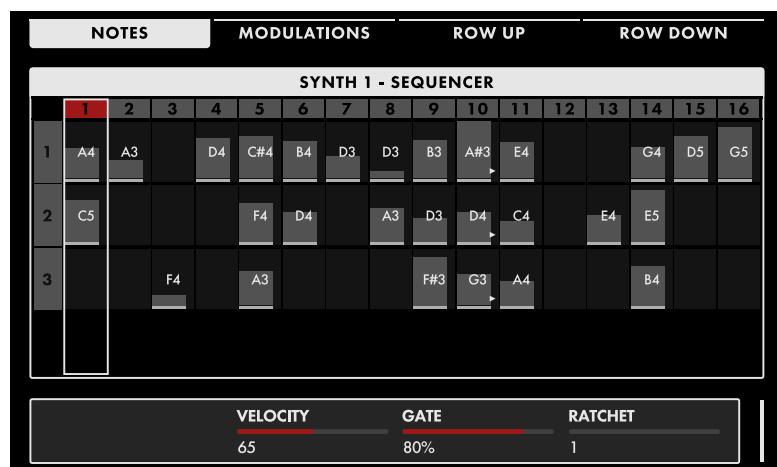 NOTES MODULATIONS ROW UP ROW DOWN
SYNTH 1 - SEQUENCER
1 2 3 4 5 6 7 8 9 10 11 12 13 14 15 16
1 A4 A3 D4 C#4 B4 D3 D3 B3 A#3 E4 G4 D5 G5
2 C5 F4 D4 A3 D3 D4 C4 E4 E5
3 F4 A3 F#3 G3 A4 B4
VELOCITY GATE RATCHET
65 80% 1